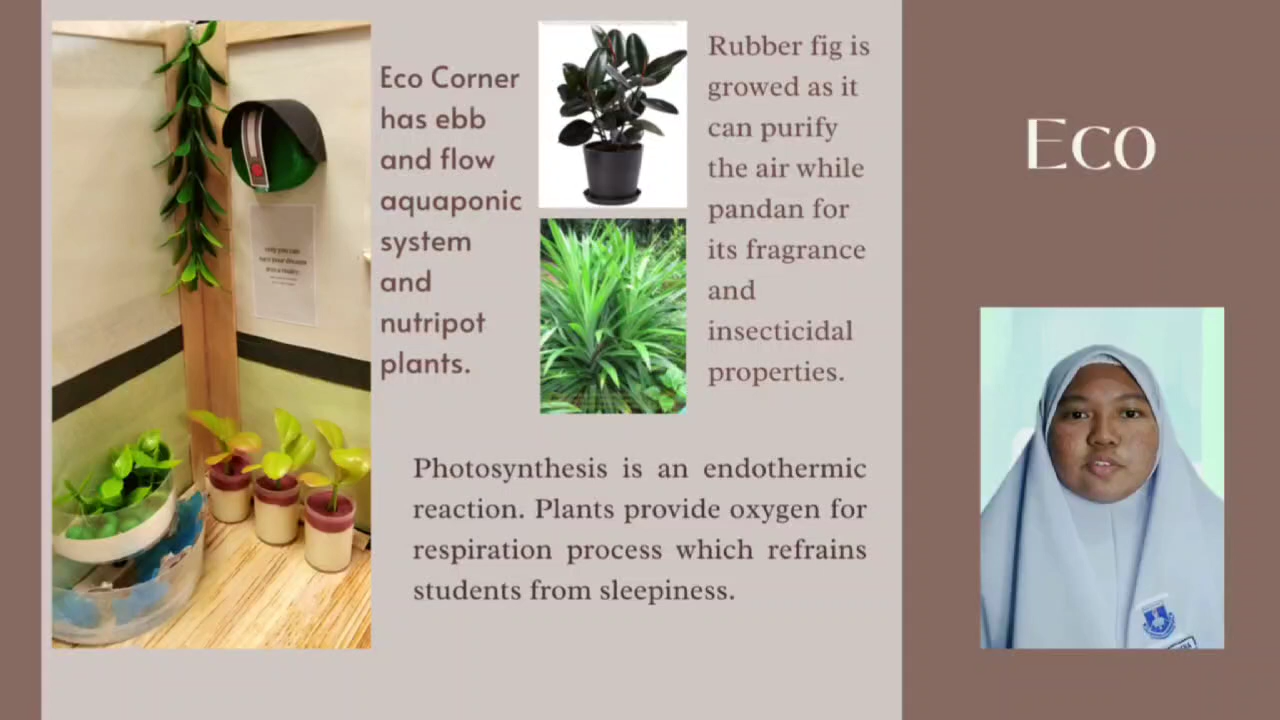 Eco Corner
has ebb
and flow
aquaponic
system
and
nutripot
plants.
Rubber fig is
growed as it
can purify
the air while
pandan for
its fragrance
and
insecticidal
properties.
Photosynthesis is an endothermic
reaction. Plants provide oxygen for
respiration process which refrains
students from sleepiness.
Eco